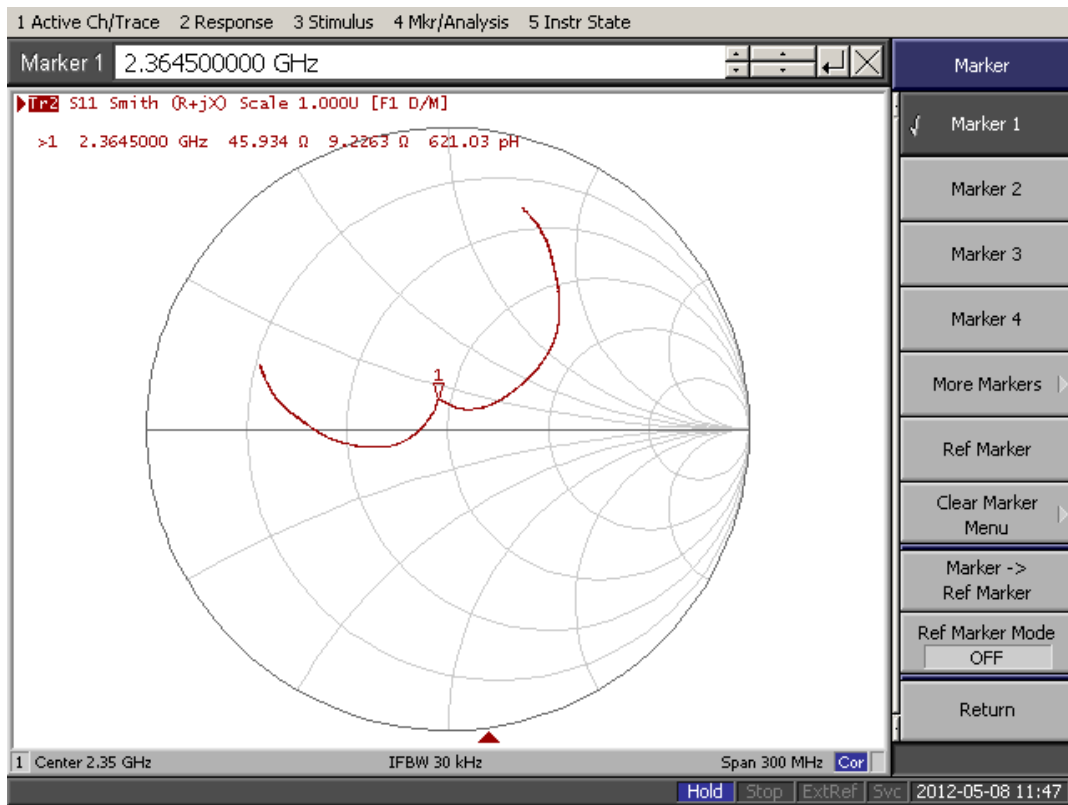 1 Active Ch/Trace 2 Response 3 Stimulus 4 Mkr/Analysis 5 Instr State
Marker 1 2.364500000 GHz
Marker
Tr2 S11 Smith (R+jX) Scale 1.000U [F1 D/M]
>1 2.3645000 GHz 45.934 Ω 9.2263 Ω 621.03 pH
1
Marker 1
Marker 2
Marker 3
Marker 4
More Markers
Ref Marker
Clear Marker
Menu
Marker ->
Ref Marker
Ref Marker Mode
OFF
Return
1 Center 2.35 GHz IFBW 30 kHz Span 300 MHz Cor
Hold Stop ExtRef Svc 2012-05-08 11:47